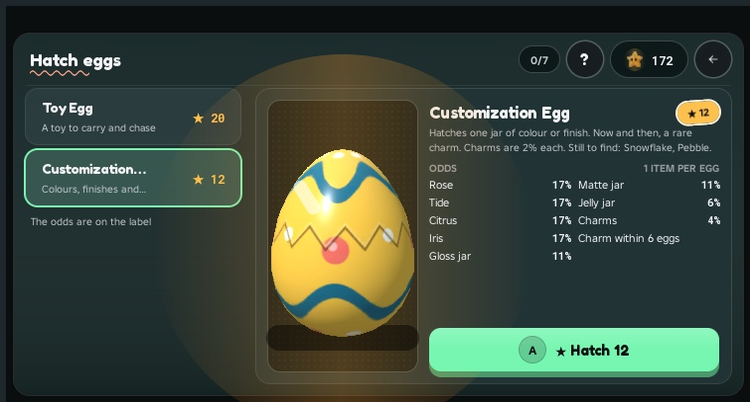 Hatch eggs
0/7
?
172
Toy Egg
A toy to carry and chase
★ 20
Customization...
Colours, finishes and...
★ 12
The odds are on the label
Customization Egg
★ 12
Hatches one jar of colour or finish. Now and then, a rare
charm. Charms are 2% each. Still to find: Snowflake, Pebble.
ODDS
1 ITEM PER EGG
Rose 17% Matte jar 11%
Tide 17% Jelly jar 6%
Citrus 17% Charms 4%
Iris 17% Charm within 6 eggs
Gloss jar 11%
A ★ Hatch 12